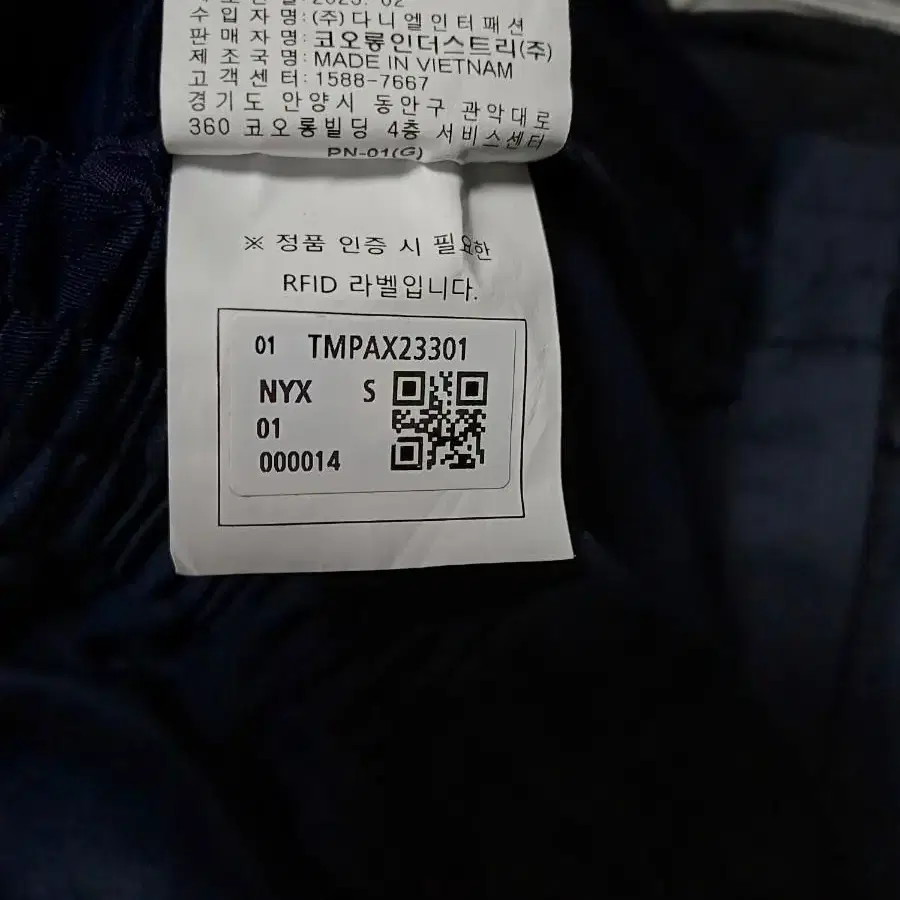 2023. 02
수 입 자 명 : (주) 다 니 엘 인 터 패 션
판 매 자 명 : 코오롱인더스트리(주)
제 조 국 명 : MADE IN VIETNAM
고 객 센 터 : 1588-7667
경 기 도 안 양 시 동 안 구 관 악 대 로
360 코 오 롱 빌 딩 4층 서 비 스 센 터
PN-01(G)
※ 정품 인증 시 필요한
RFID 라벨입니다.
01 TMPAX23301
NYX S
01
000014